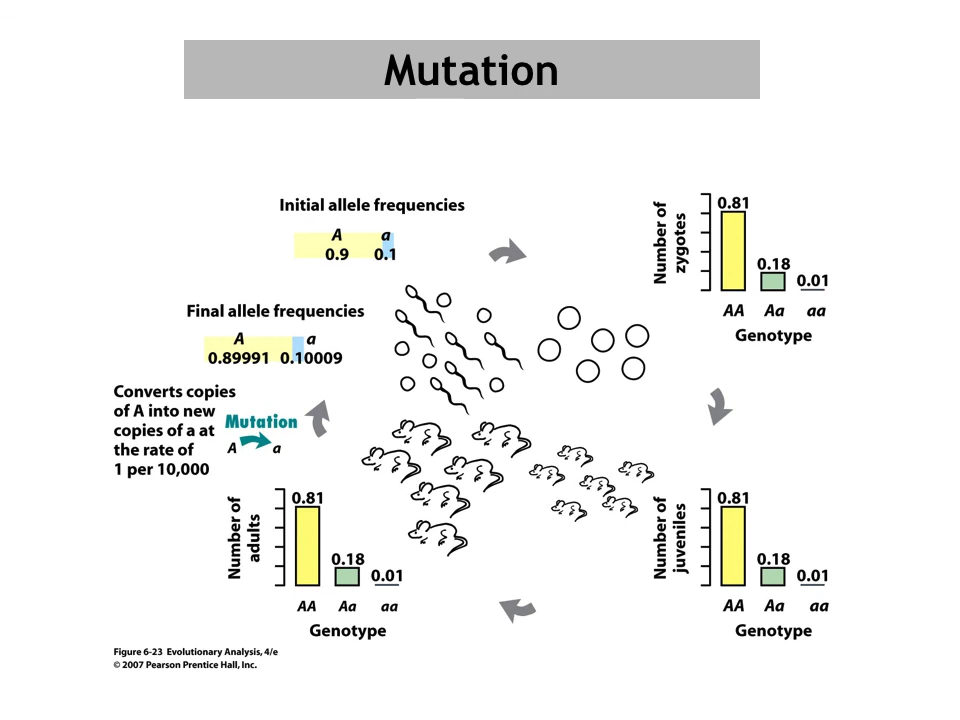 Mutation
Initial allele frequencies
A a
0.9 0.1
Final allele frequencies
A a
0.89991 0.10009
Converts copies
of A into new
copies of a at
the rate of
1 per 10,000
Mutation
A a
Number of
zygotes
0.81
0.18
0.01
AA Aa aa
Genotype
Number of
juveniles
0.81
0.18
0.01
AA Aa aa
Genotype
Number of
adults
0.81
0.18
0.01
AA Aa aa
Genotype
Figure 6-23 Evolutionary Analysis, 4/e
© 2007 Pearson Prentice Hall, Inc.